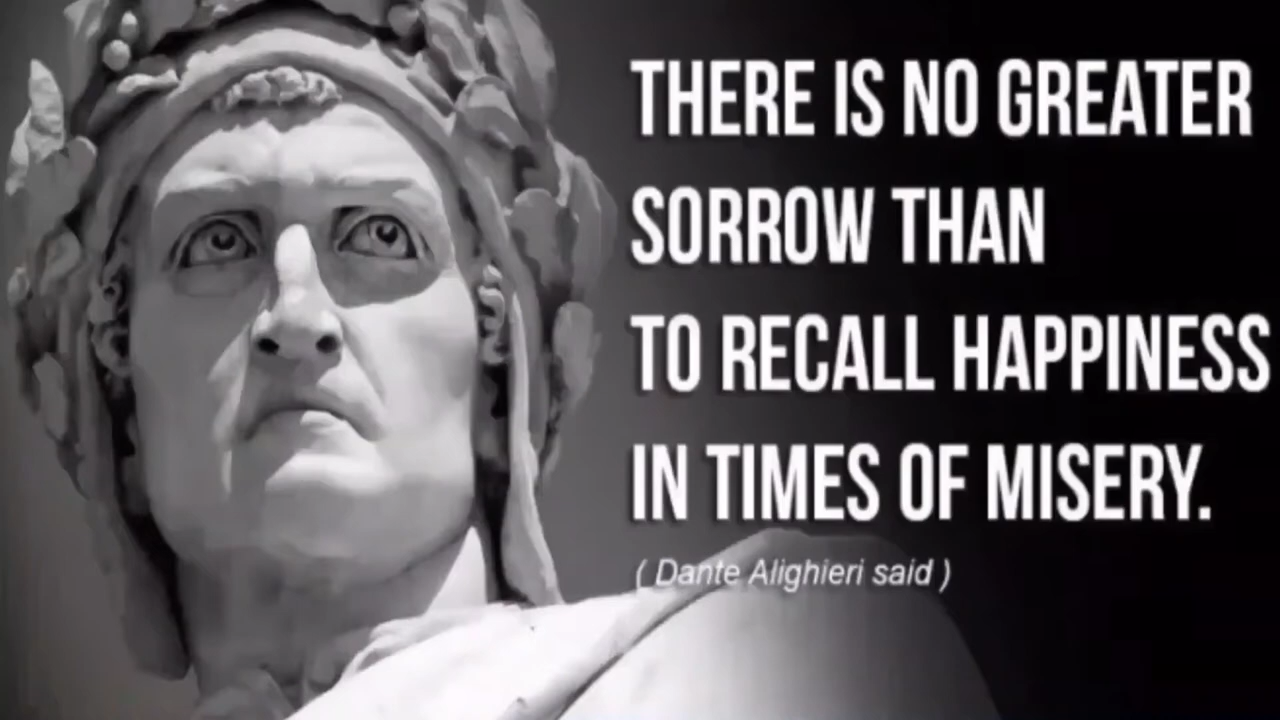 THERE IS NO GREATER
SORROW THAN
TO RECALL HAPPINESS
IN TIMES OF MISERY.
( Dante Alighieri said )